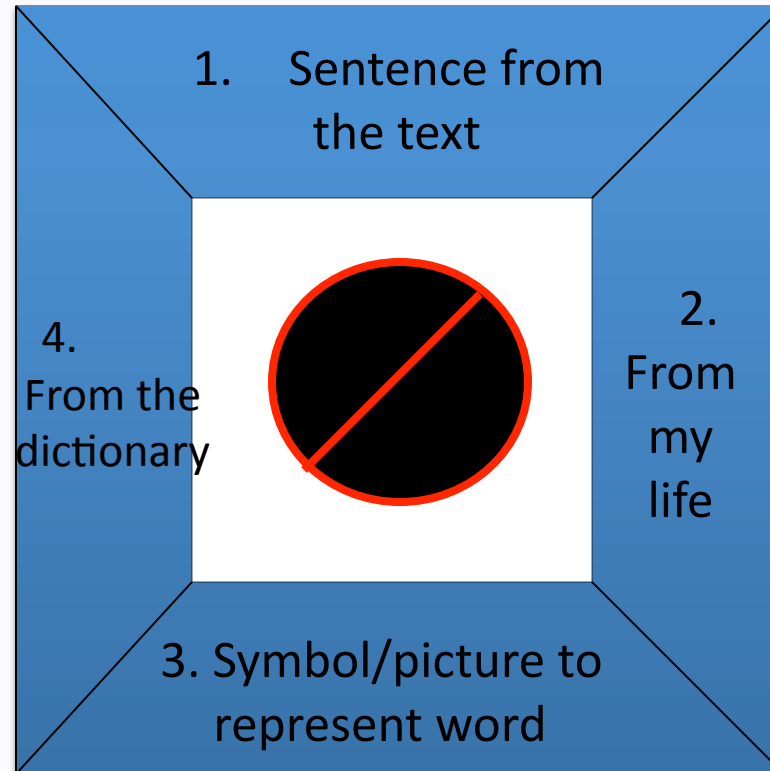 1. Sentence from
the text
2.
From
my
life
3. Symbol/picture to
represent word
4.
From the
dictionary